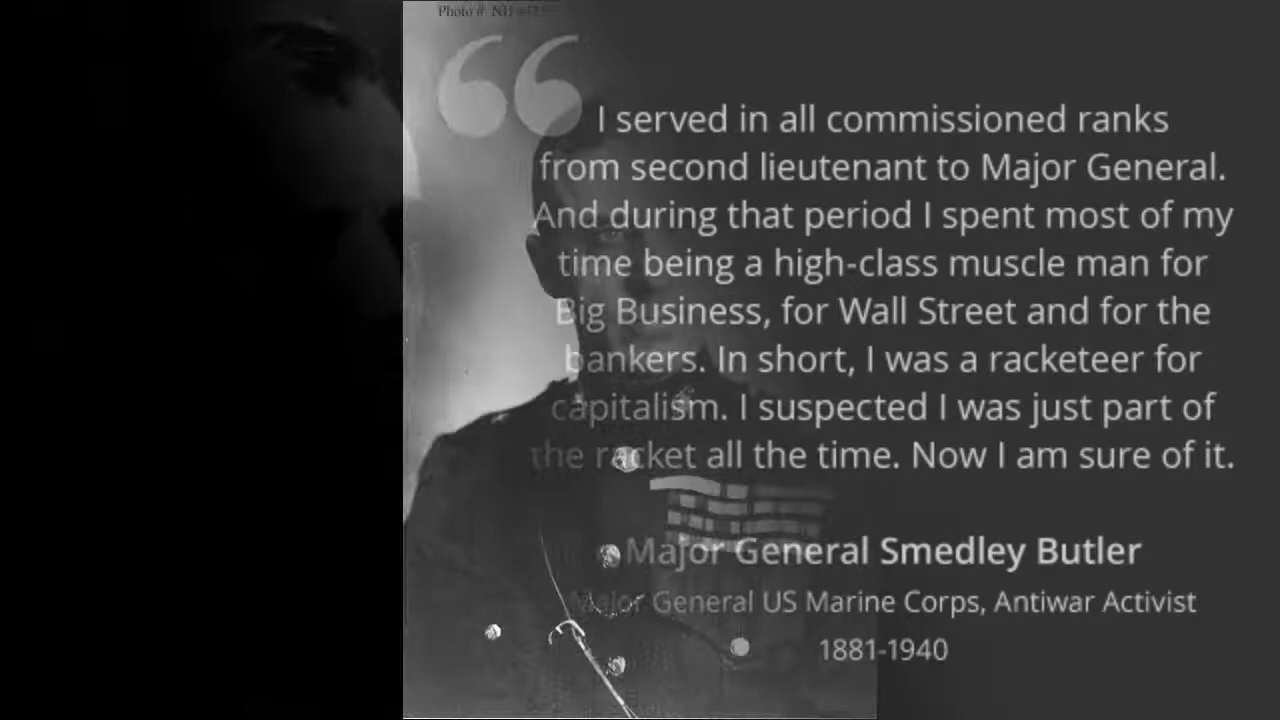 Photo # NH
“
I served in all commissioned ranks
from second lieutenant to Major General.
And during that period I spent most of my
time being a high-class muscle man for
Big Business, for Wall Street and for the
bankers. In short, I was a racketeer for
capitalism. I suspected I was just part of
the racket all the time. Now I am sure of it.
Major General Smedley Butler
Major General US Marine Corps, Antiwar Activist
1881-1940